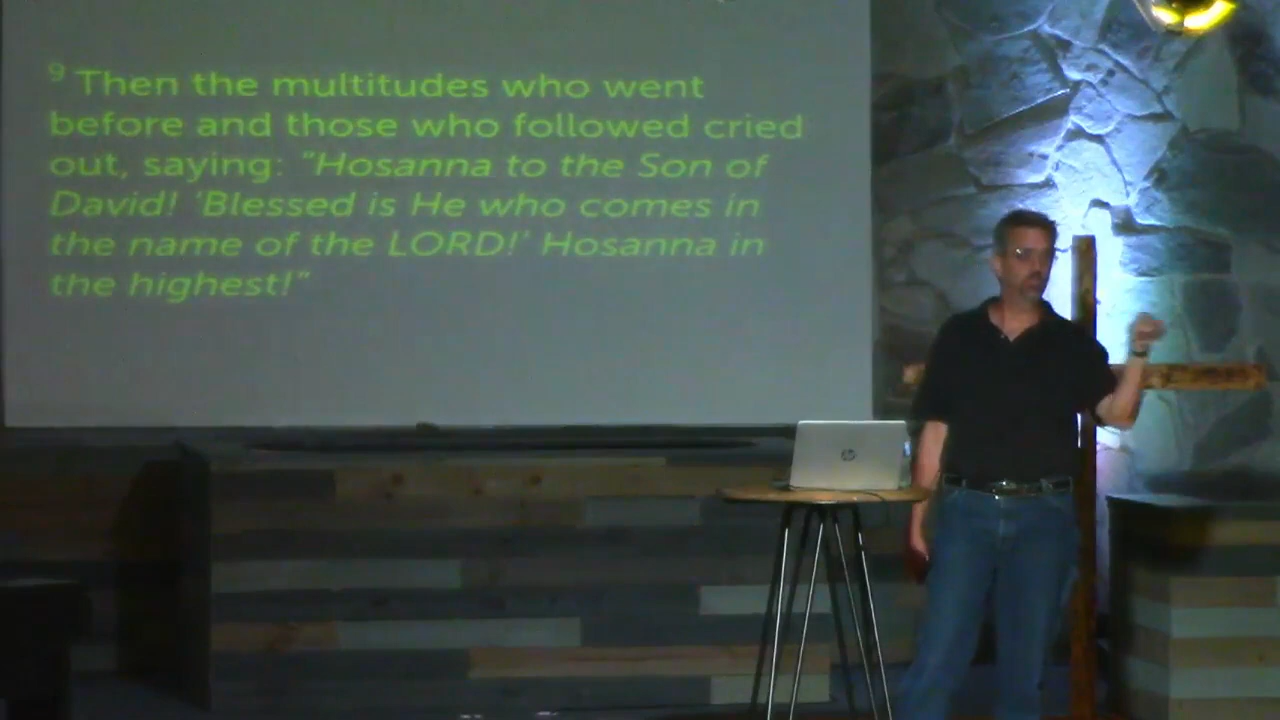 9 Then the multitudes who went
before and those who followed cried
out, saying: "Hosanna to the Son of
David! 'Blessed is He who comes in
the name of the LORD!' Hosanna in
the highest!"
hp